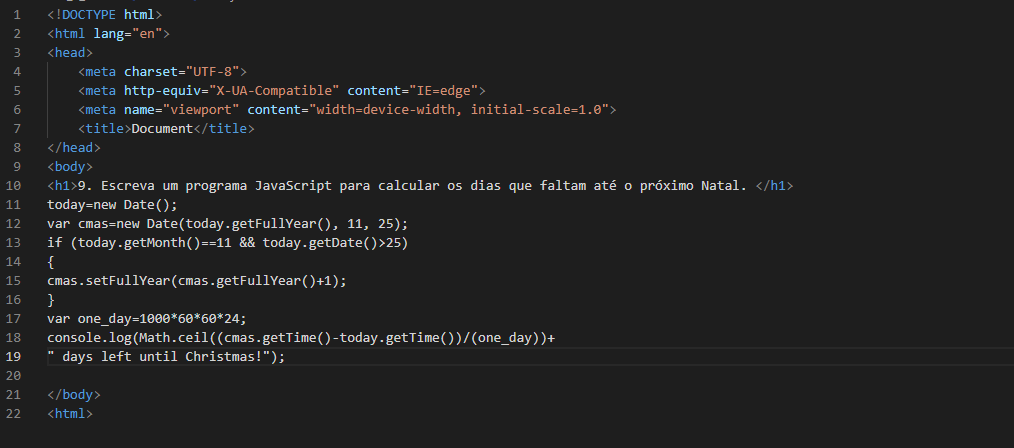 1 <!DOCTYPE html>
2 <html lang="en">
3 <head>
4     <meta charset="UTF-8">
5     <meta http-equiv="X-UA-Compatible" content="IE=edge">
6     <meta name="viewport" content="width=device-width, initial-scale=1.0">
7     <title>Document</title>
8 </head>
9 <body>
10 <h1>9. Escreva um programa JavaScript para calcular os dias que faltam até o próximo Natal. </h1>
11 today=new Date();
12 var cmas=new Date(today.getFullYear(), 11, 25);
13 if (today.getMonth()==11 && today.getDate()>25)
14 {
15 cmas.setFullYear(cmas.getFullYear()+1);
16 }
17 var one_day=1000*60*60*24;
18 console.log(Math.ceil((cmas.getTime()-today.getTime())/(one_day))+
19 " days left until Christmas!");
20
21 </body>
22 <html>